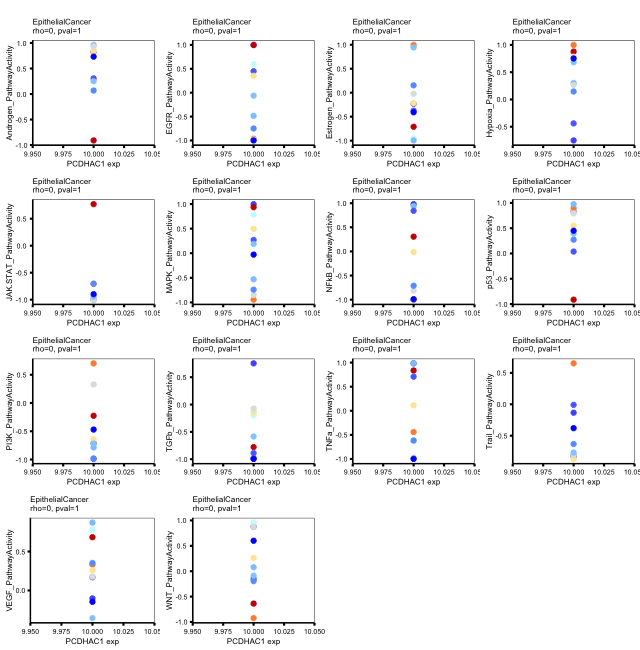 EpithelialCancer
rho=0, pval=1
Androgen_PathwayActivity
1.0
0.5
0.0
-0.5
-1.0
9.950 9.975 10.000 10.025 10.05
PCDHAC1 exp
EpithelialCancer
rho=0, pval=1
EGFR_PathwayActivity
1.0
0.5
0.0
-0.5
-1.0
9.950 9.975 10.000 10.025 10.05
PCDHAC1 exp
EpithelialCancer
rho=0, pval=1
Estrogen_PathwayActivity
1.0
0.5
0.0
-0.5
-1.0
9.950 9.975 10.000 10.025 10.05
PCDHAC1 exp
EpithelialCancer
rho=0, pval=1
Hypoxia_PathwayActivity
1.0
0.5
0.0
-0.5
9.950 9.975 10.000 10.025 10.05
PCDHAC1 exp
EpithelialCancer
rho=0, pval=1
JAK-STAT_PathwayActivity
0.5
0.0
-0.5
-1.0
9.950 9.975 10.000 10.025 10.05
PCDHAC1 exp
EpithelialCancer
rho=0, pval=1
MAPK_PathwayActivity
1.0
0.5
0.0
-0.5
-1.0
9.950 9.975 10.000 10.025 10.05
PCDHAC1 exp
EpithelialCancer
rho=0, pval=1
NFkB_PathwayActivity
1.0
0.5
0.0
-0.5
-1.0
9.950 9.975 10.000 10.025 10.05
PCDHAC1 exp
EpithelialCancer
rho=0, pval=1
p53_PathwayActivity
1.0
0.5
0.0
-0.5
-1.0
9.950 9.975 10.000 10.025 10.05
PCDHAC1 exp
EpithelialCancer
rho=0, pval=1
PI3K_PathwayActivity
0.5
0.0
-0.5
-1.0
9.950 9.975 10.000 10.025 10.05
PCDHAC1 exp
EpithelialCancer
rho=0, pval=1
TGFb_PathwayActivity
0.5
0.0
-0.5
-1.0
9.950 9.975 10.000 10.025 10.05
PCDHAC1 exp
EpithelialCancer
rho=0, pval=1
TNFa_PathwayActivity
1.0
0.5
0.0
-0.5
-1.0
9.950 9.975 10.000 10.025 10.05
PCDHAC1 exp
EpithelialCancer
rho=0, pval=1
Trail_PathwayActivity
0.5
0.0
-0.5
9.950 9.975 10.000 10.025 10.05
PCDHAC1 exp
EpithelialCancer
rho=0, pval=1
VEGF_PathwayActivity
0.5
0.0
9.950 9.975 10.000 10.025 10.05
PCDHAC1 exp
EpithelialCancer
rho=0, pval=1
WNT_PathwayActivity
1.0
0.5
0.0
-0.5
-1.0
9.950 9.975 10.000 10.025 10.050
PCDHAC1 exp